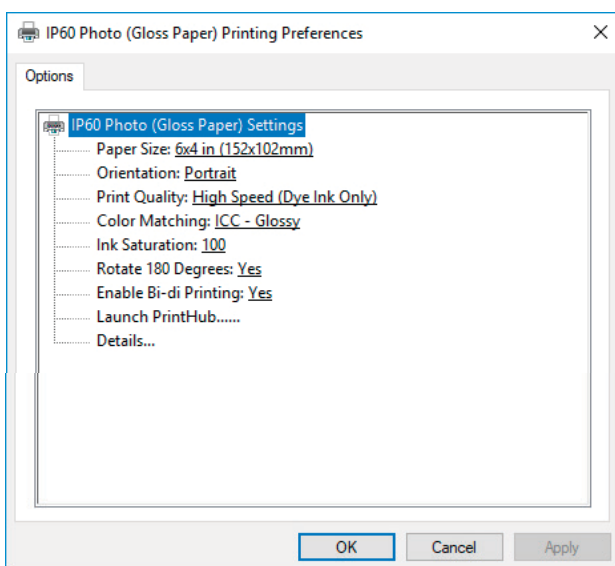 IP60 Photo (Gloss Paper) Printing Preferences
Options
IP60 Photo (Gloss Paper) Settings
Paper Size: 6x4 in (152x102mm)
Orientation: Portrait
Print Quality: High Speed (Dye Ink Only)
Color Matching: ICC - Glossy
Ink Saturation: 100
Rotate 180 Degrees: Yes
Enable Bi-di Printing: Yes
Launch PrintHub......
Details...
OK Cancel Apply